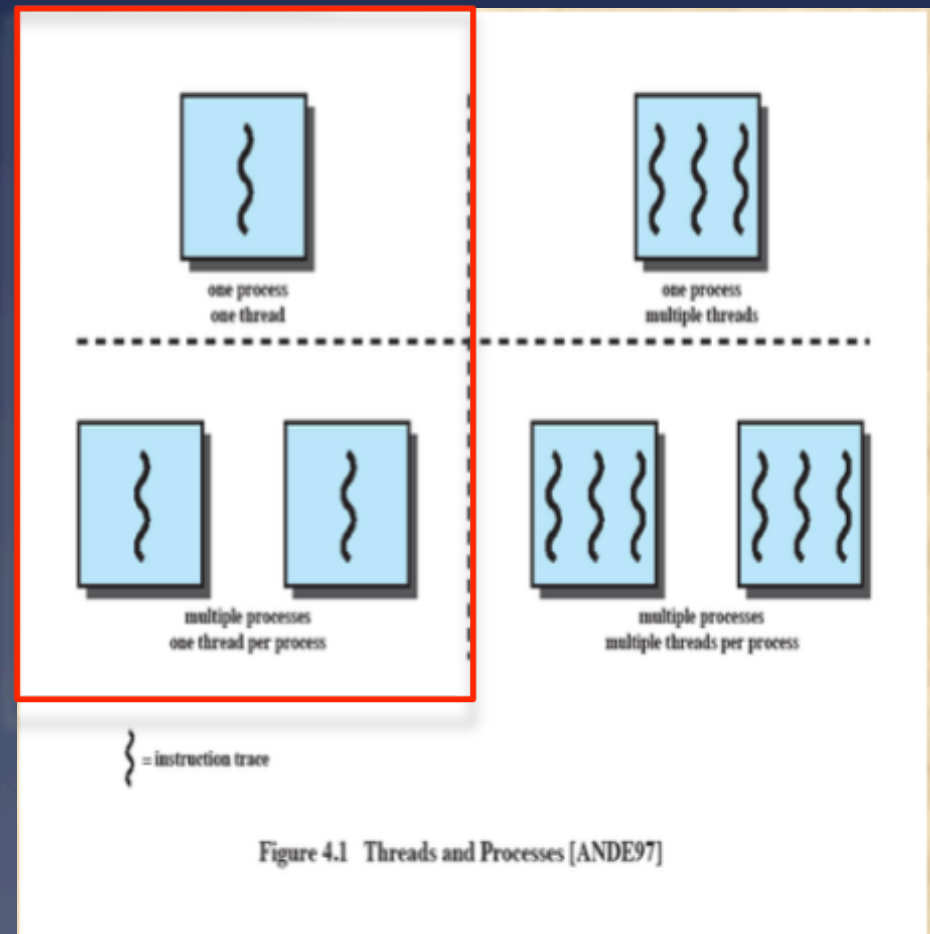 one process
one thread
one process
multiple threads
multiple processes
one thread per process
multiple processes
multiple threads per process
= instruction trace
Figure 4.1 Threads and Processes [ANDE97]